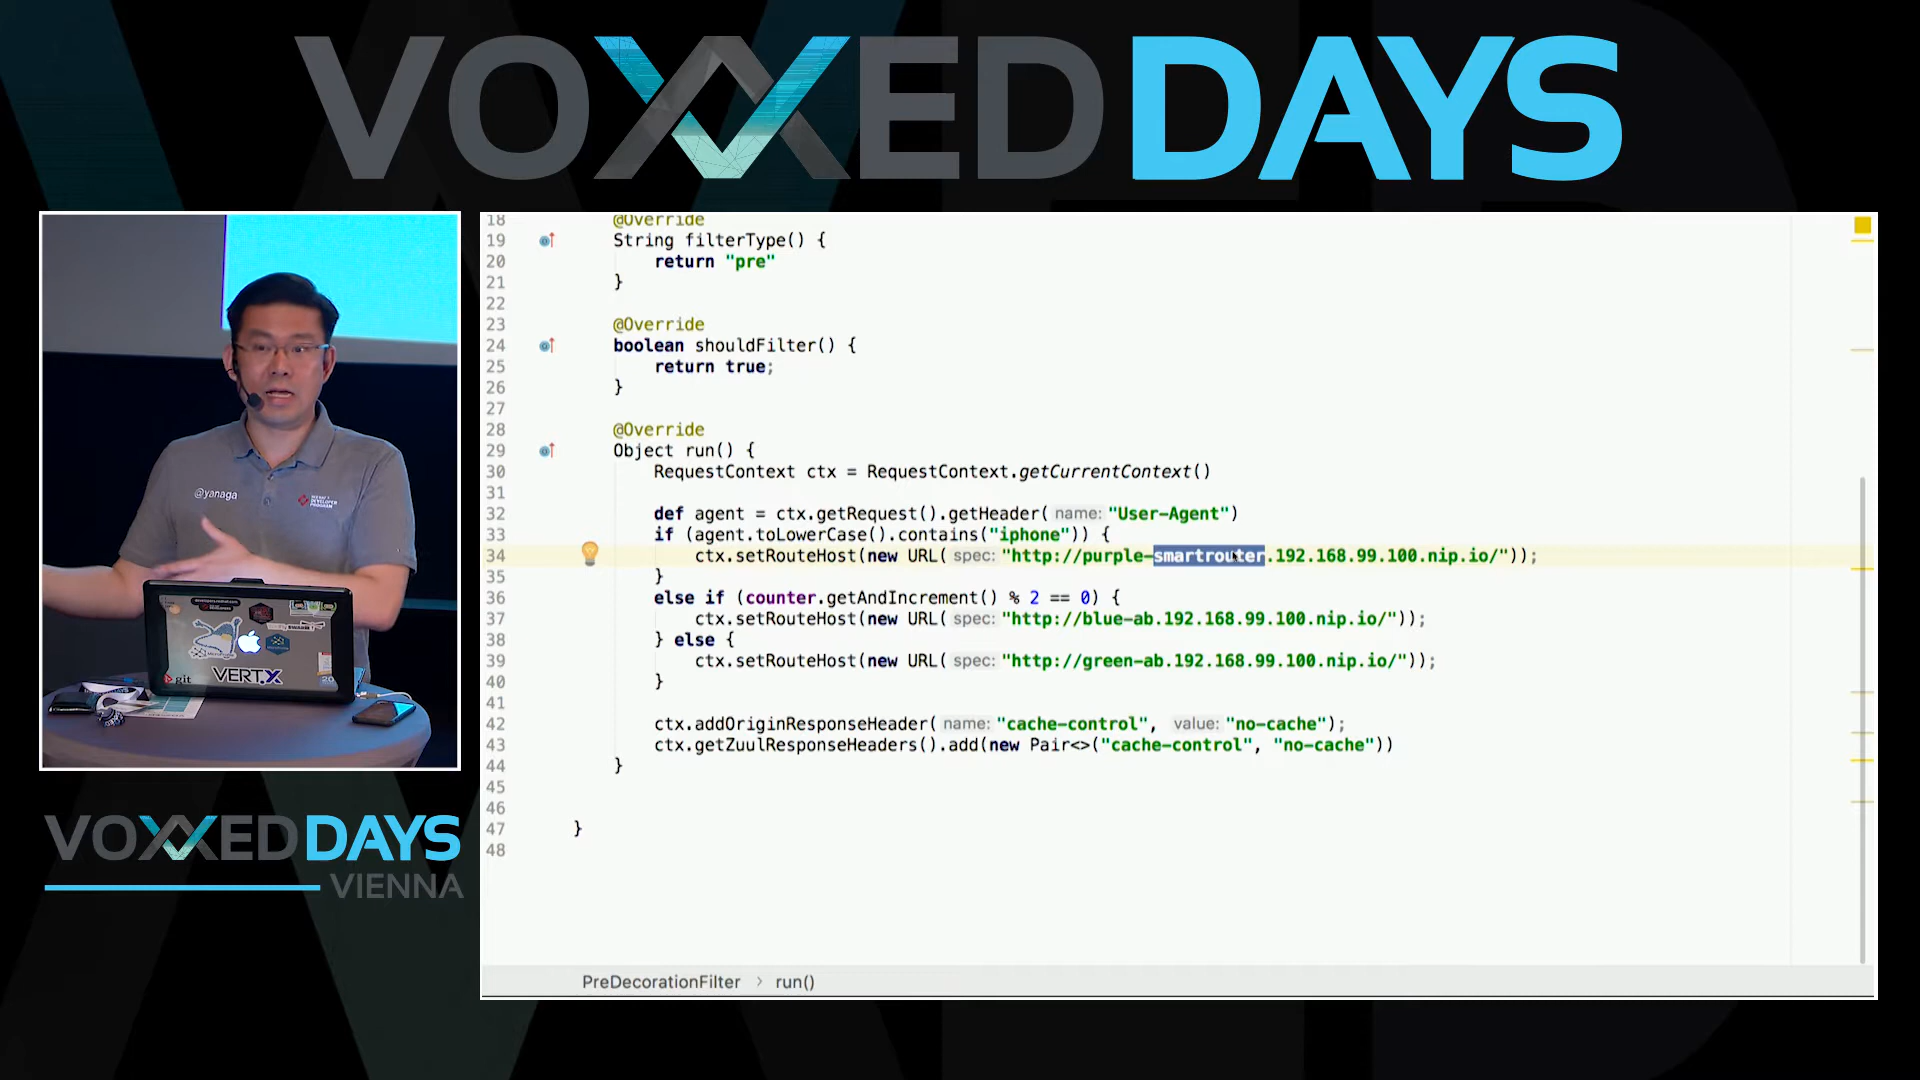 VOXXED DAYS
@yanaga
DEVELOPER
PROGRAM
git
VERT.X
VOXXED DAYS
VIENNA
18 @Override
19 String filterType() {
20 return "pre"
21 }
22
23 @Override
24 boolean shouldFilter() {
25 return true;
26 }
27
28 @Override
29 Object run() {
30 RequestContext ctx = RequestContext.getCurrentContext()
31
32 def agent = ctx.getRequest().getHeader( name: "User-Agent")
33 if (agent.toLowerCase().contains("iphone")) {
34 ctx.setRouteHost(new URL( spec: "http://purple-smartrouter.192.168.99.100.nip.io/"));
35 }
36 else if (counter.getAndIncrement() % 2 == 0) {
37 ctx.setRouteHost(new URL( spec: "http://blue-ab.192.168.99.100.nip.io/"));
38 } else {
39 ctx.setRouteHost(new URL( spec: "http://green-ab.192.168.99.100.nip.io/"));
40 }
41
42 ctx.addOriginResponseHeader( name: "cache-control", value: "no-cache");
43 ctx.getZuulResponseHeaders().add(new Pair<>("cache-control", "no-cache"))
44 }
45
46
47 }
48
PreDecorationFilter > run()